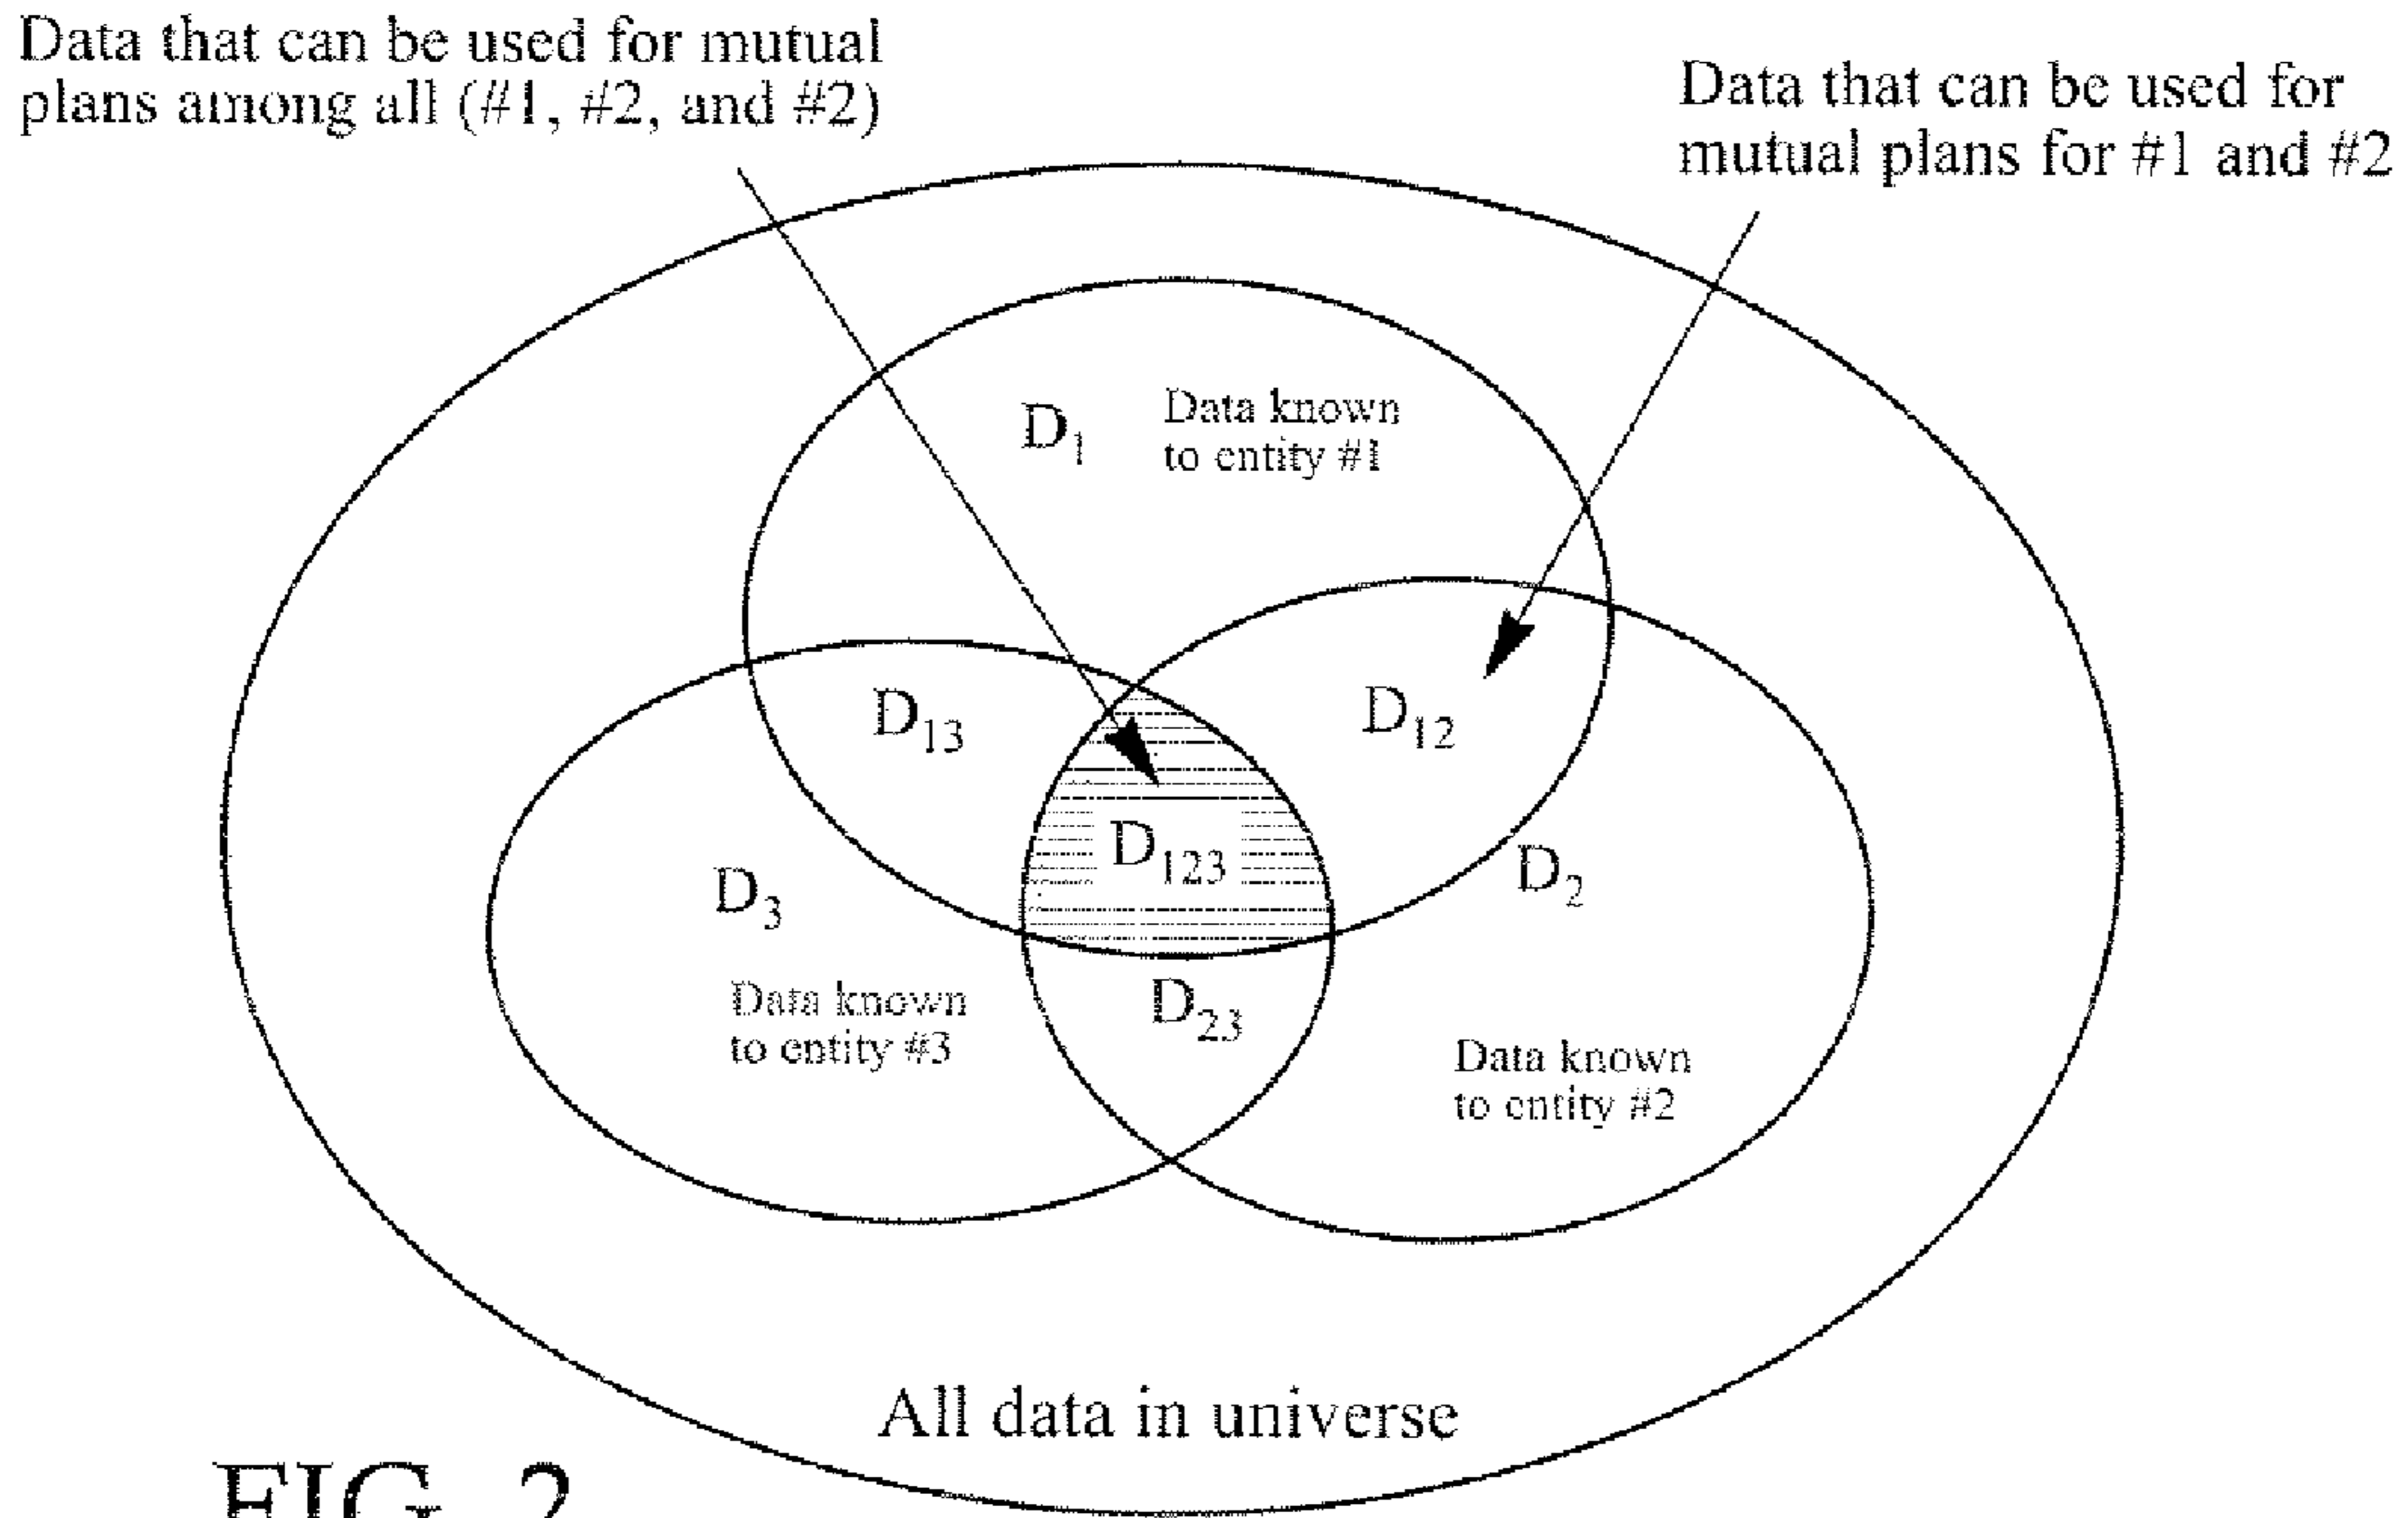 Data that can be used for mutual
plans among all (#1, #2, and #2)
Data that can be used for
mutual plans for #1 and #2
D1
Data known
to entity #1
D13
D12
D123
D3
D2
Data known
to entity #3
D23
Data known
to entity #2
All data in universe
FIG. 2